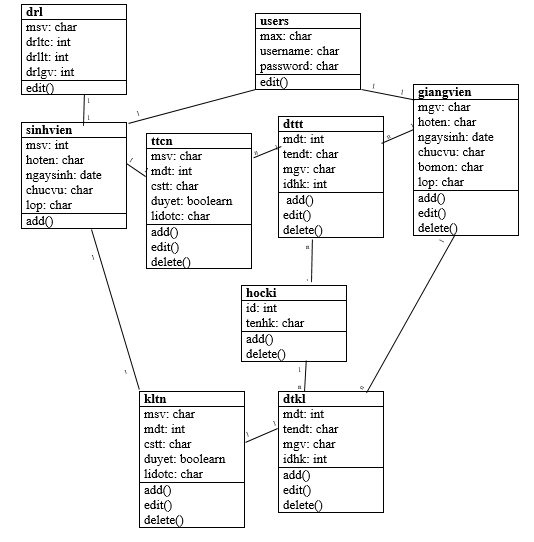 drl
msv: char
drltc: int
drllt: int
drlgv: int
edit()
users
max: char
username: char
password: char
edit()
giangvien
mgv: char
hoten: char
ngaysinh: date
chucvu: char
bomon: char
lop: char
add()
edit()
delete()
sinhvien
msv: int
hoten: char
ngaysinh: date
chucvu: char
lop: char
add()
ttcn
msv: char
mdt: int
cstt: char
duyet: boolearn
lidotc: char
add()
edit()
delete()
dttt
mdt: int
tendt: char
mgv: char
idhk: int
add()
edit()
delete()
hocki
id: int
tenhk: char
add()
delete()
kltn
msv: char
mdt: int
cstt: char
duyet: boolearn
lidotc: char
add()
edit()
delete()
dtkl
mdt: int
tendt: char
mgv: char
idhk: int
add()
edit()
delete()